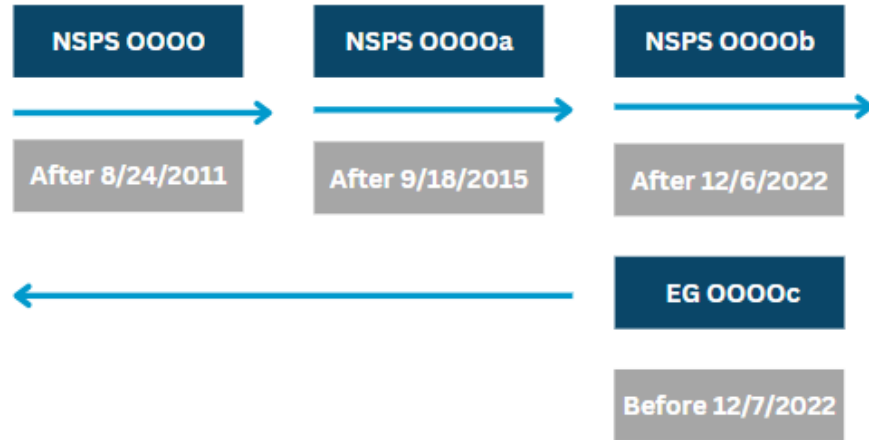 NSPS OOOO
NSPS OOOOa
NSPS OOOOb
After 8/24/2011
After 9/18/2015
After 12/6/2022
EG OOOOc
Before 12/7/2022